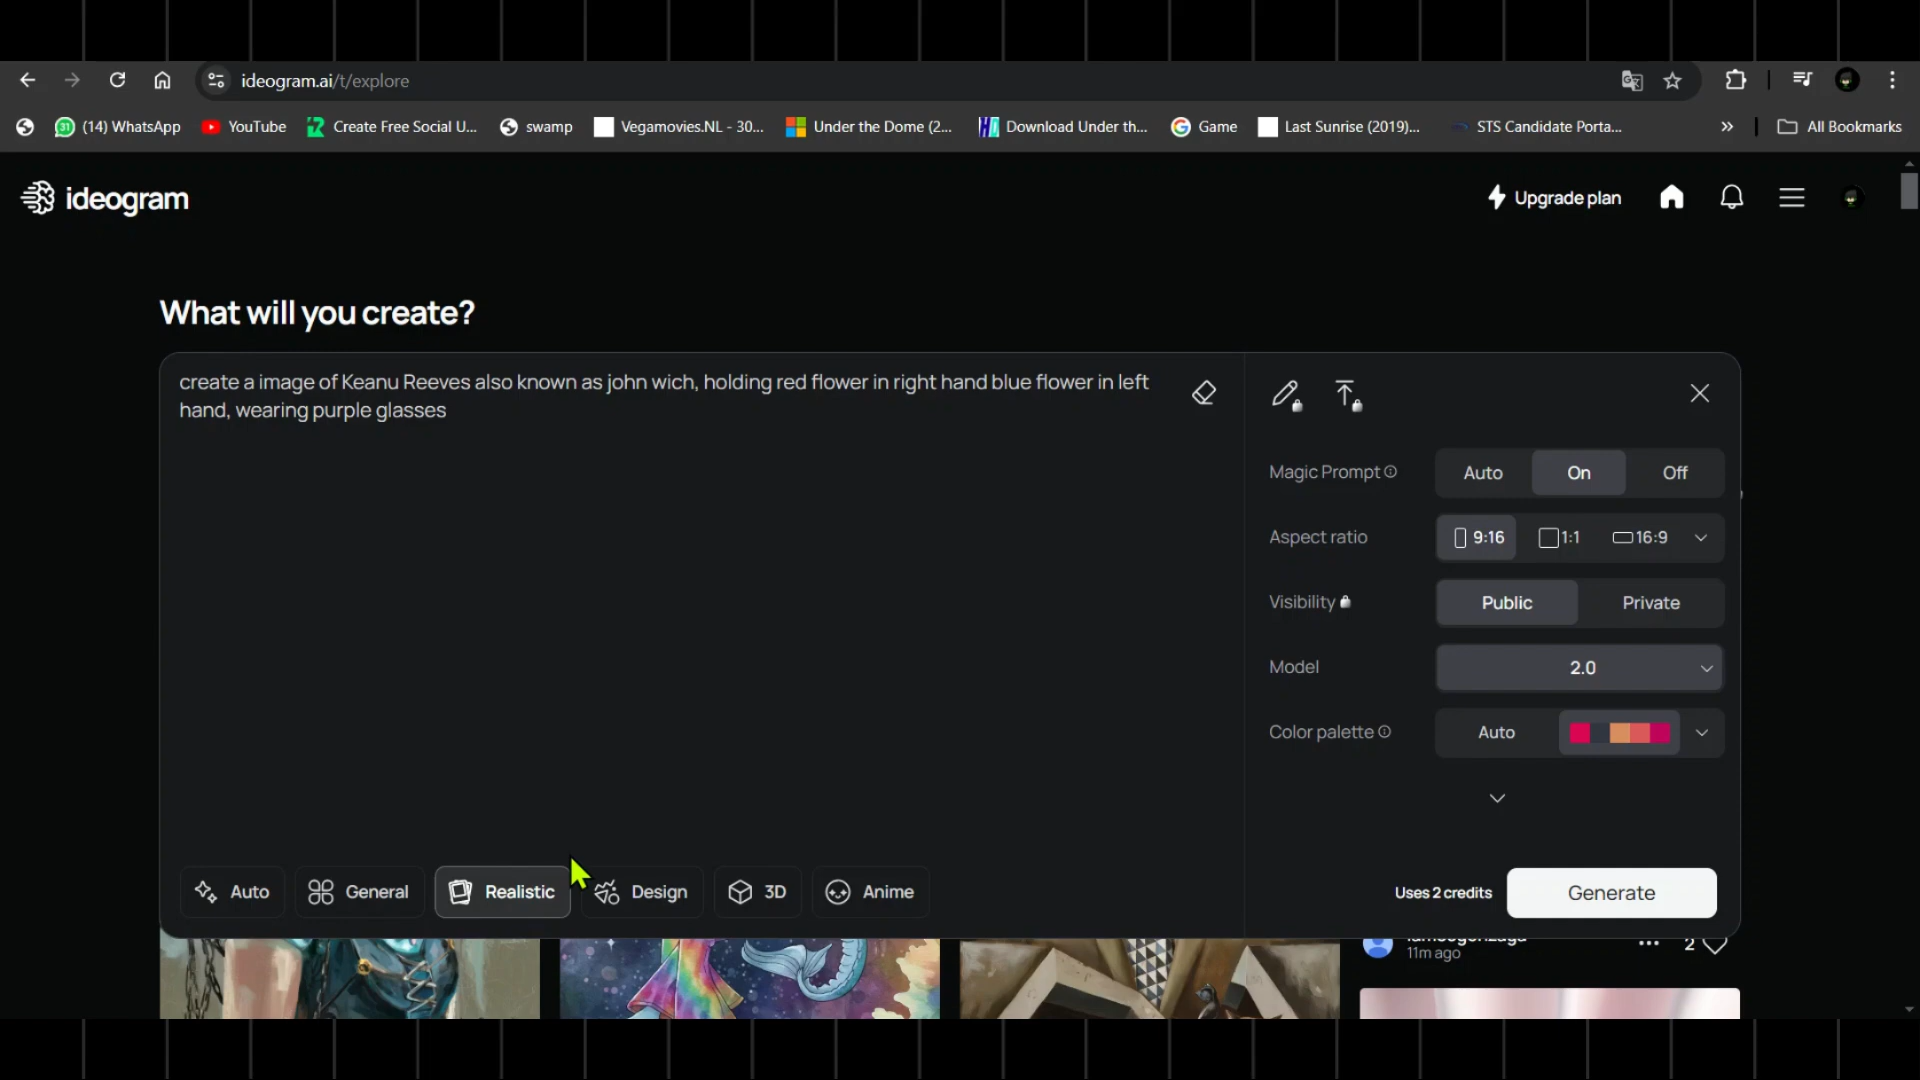 ideogram.ai/t/explore
(14) WhatsApp
YouTube
Create Free Social U...
swamp
Vegamovies.NL - 30...
Under the Dome (2...
Download Under th...
Game
Last Sunrise (2019)...
STS Candidate Porta...
»
All Bookmarks
ideogram
Upgrade plan
What will you create?
create a image of Keanu Reeves also known as john wich, holding red flower in right hand blue flower in left
hand, wearing purple glasses
Magic Prompt
Auto
On
Off
Aspect ratio
9:16
1:1
16:9
Visibility
Public
Private
Model
2.0
Color palette
Auto
Auto
General
Realistic
Design
3D
Anime
Uses 2 credits
Generate
2
11m ago